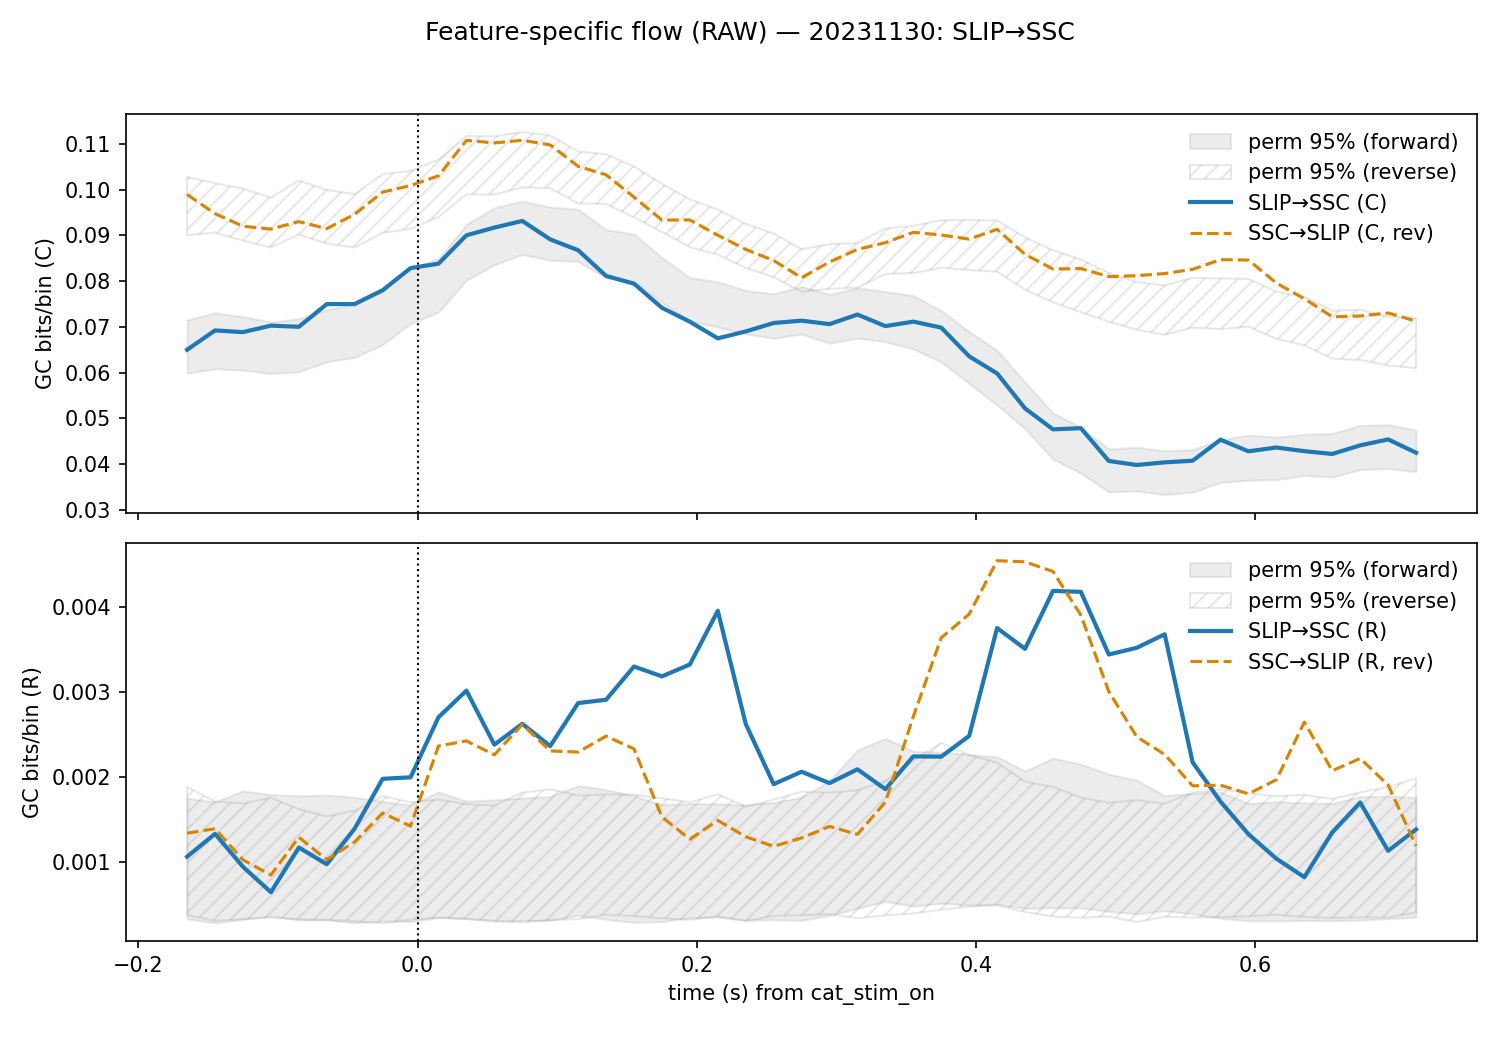 Feature-specific flow (RAW) — 20231130: SLIP→SSC
GC bits/bin (C)
0.11
0.10
0.09
0.08
0.07
0.06
0.05
0.04
0.03
perm 95% (forward)
perm 95% (reverse)
SLIP→SSC (C)
SSC→SLIP (C, rev)
GC bits/bin (R)
0.004
0.003
0.002
0.001
perm 95% (forward)
perm 95% (reverse)
SLIP→SSC (R)
SSC→SLIP (R, rev)
−0.2
0.0
0.2
0.4
0.6
time (s) from cat_stim_on